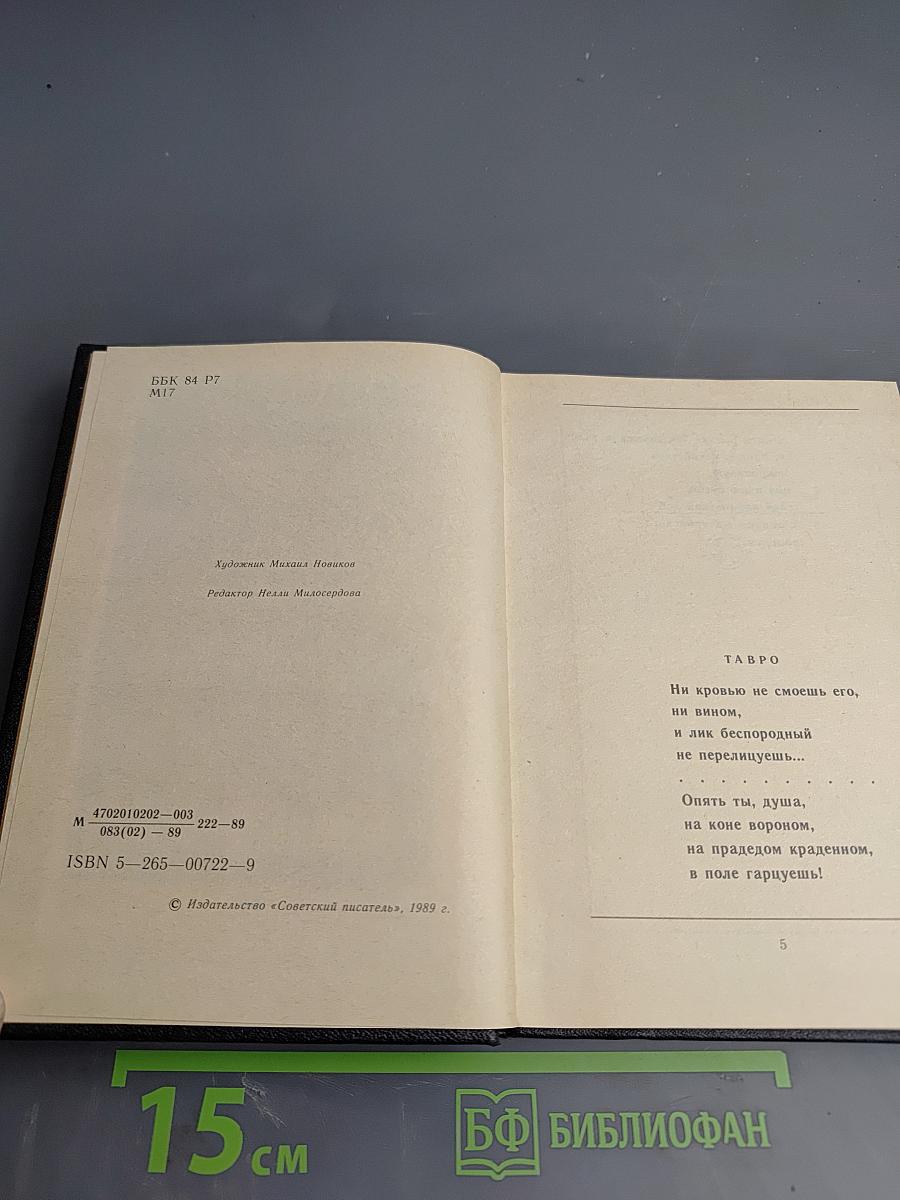 ББК 84 Р7
М17
Художник Михаил Новиков
Редактор Нелли Милосердова
М 4702010202—003
083(02) — 89 222—89
ISBN 5—265—00722—9
© Издательство «Советский писатель», 1989 г.
ТАВРО
Ни кровью не смоешь его,
ни вином,
и лик беспородный
не перелицуешь...
. . . . . . . . . .
Опять ты, душа,
на коне вороном,
на прадедом краденном,
в поле гарцуешь!
5
15 см
БФ БИБЛИОФАН